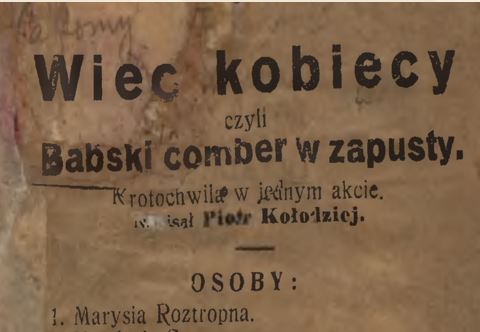 Wiec kobiecy
czyli
Babski comber w zapusty.
Krotochwila w jednym akcie.
Piotr Kołodziej.
OSOBY:
1. Marysia Roztropna.